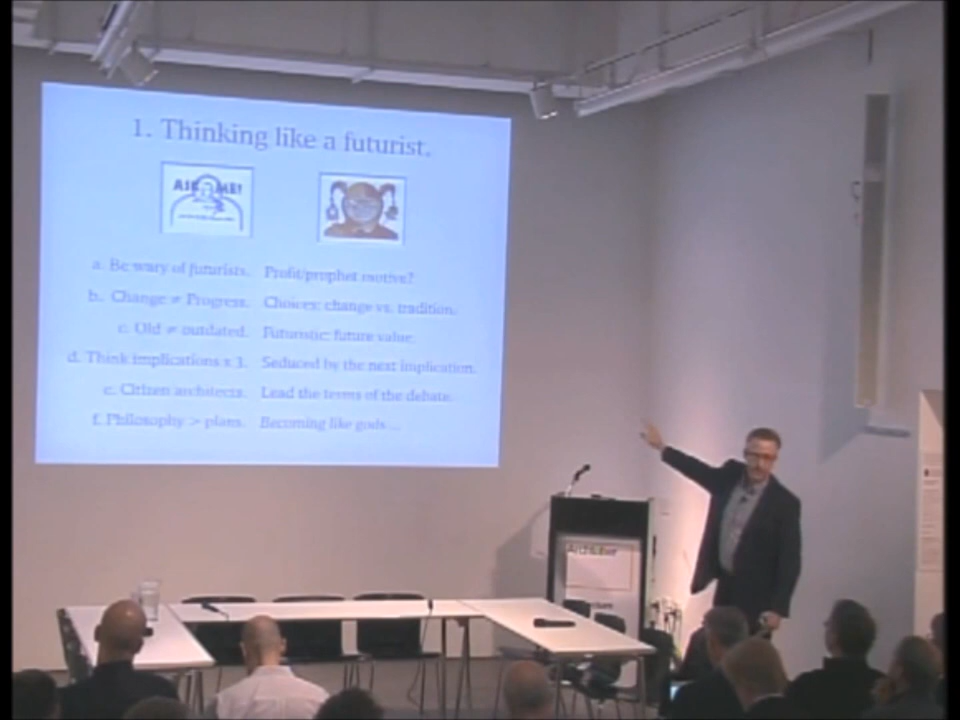 1. Thinking like a futurist.
ASK ME!
a. Be wary of futurists. Profit/prophet motive?
b. Change ≠ Progress. Choices: change vs. tradition.
c. Old ≠ outdated. Futuristic: future value.
d. Think implications x 3. Seduced by the next implication.
e. Citizen architects. Lead the terms of the debate.
f. Philosophy > plans. Becoming like gods ...